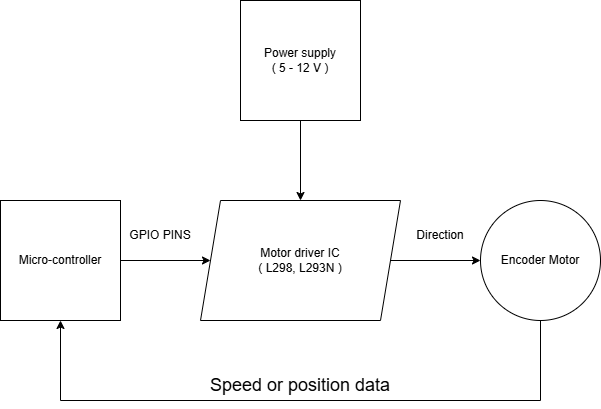 Power supply
( 5 - 12 V )
GPIO PINS
Direction
Micro-controller
Motor driver IC
( L298, L293N )
Encoder Motor
Speed or position data